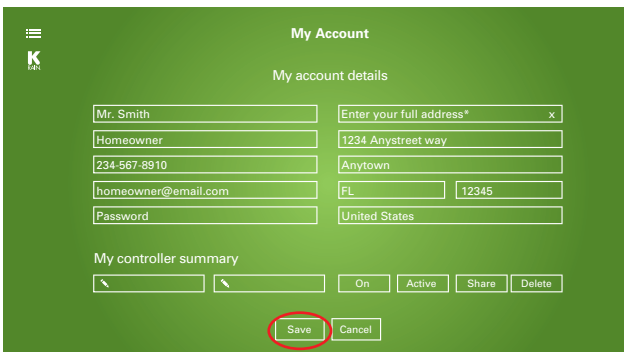 My Account
K
RAIN
My account details
Mr. Smith
Homeowner
234-567-8910
homeowner@email.com
Password
Enter your full address* x
1234 Anystreet way
Anytown
FL 12345
United States
My controller summary
On Active Share Delete
Save Cancel